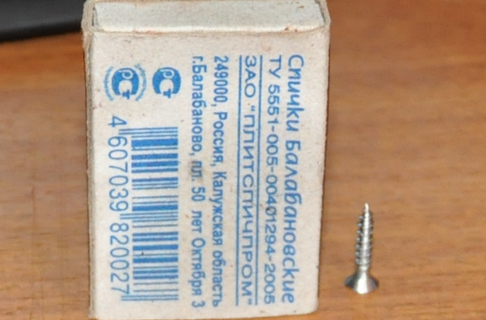 Спички Балабановские
ТУ 5551-005-00401294-2005
ЗАО "ПЛИТСПИЧПРОМ"
249000, Россия, Калужская область
г.Балабаново, пл. 50 лет Октября 3
4 607039 820027